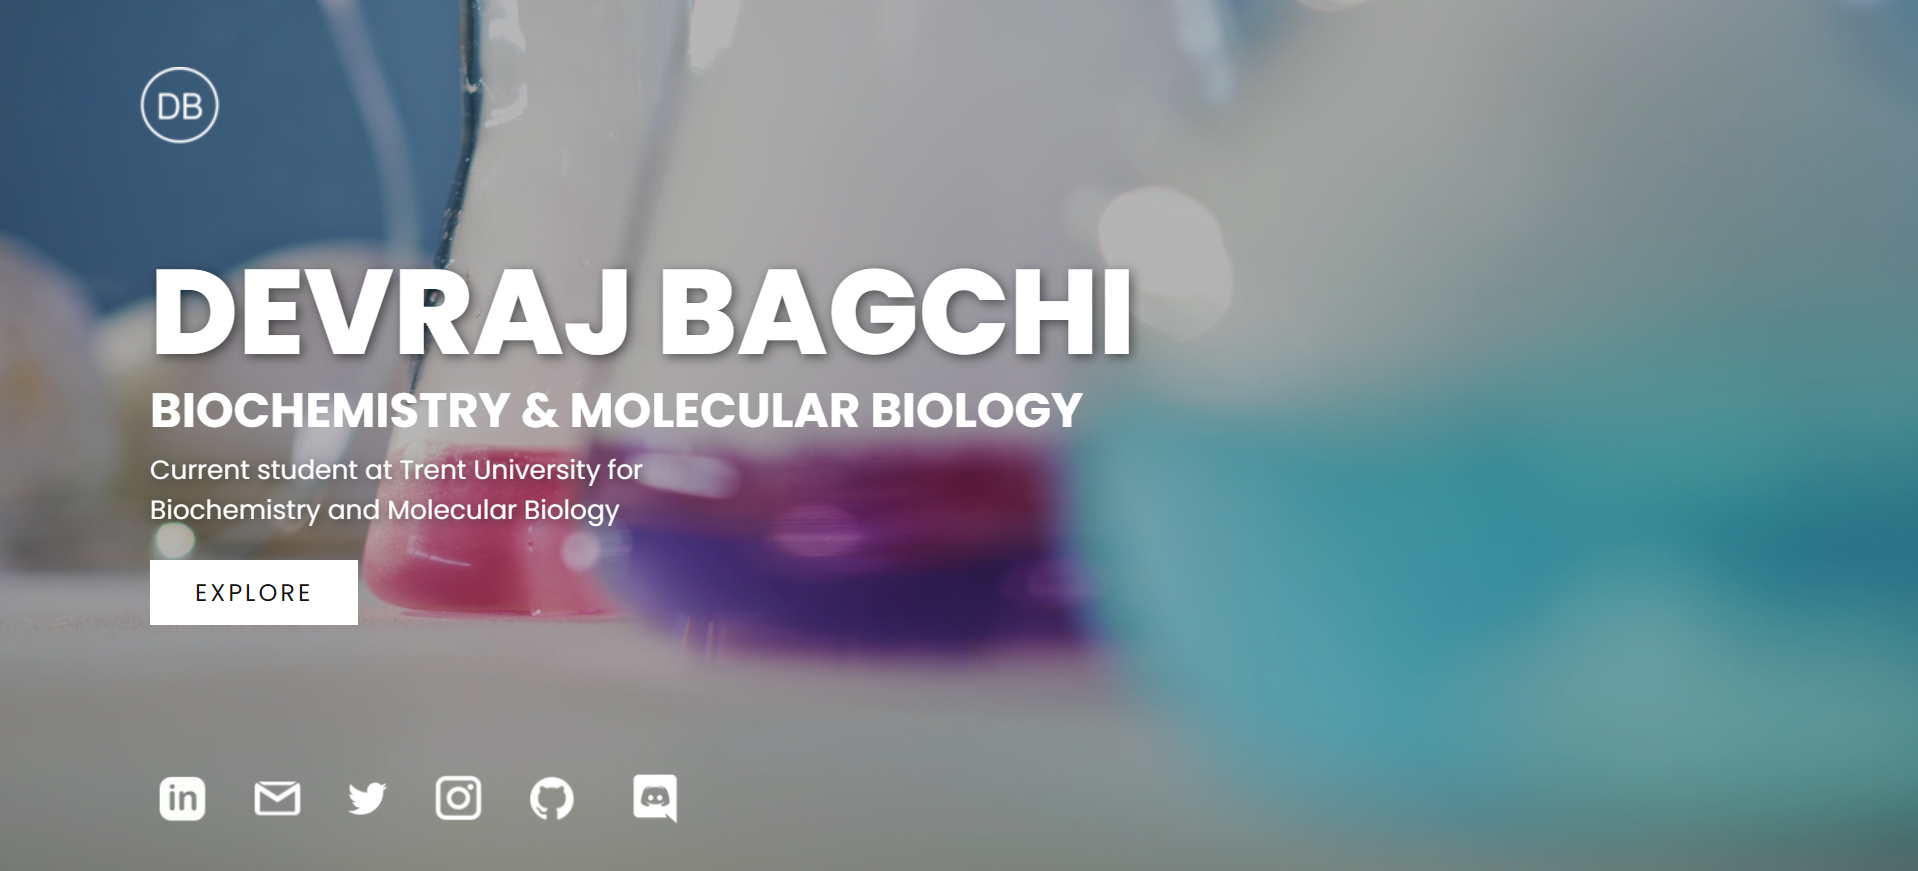 DB
DEVRAJ BAGCHI
BIOCHEMISTRY & MOLECULAR BIOLOGY
Current student at Trent University for
Biochemistry and Molecular Biology
EXPLORE
in